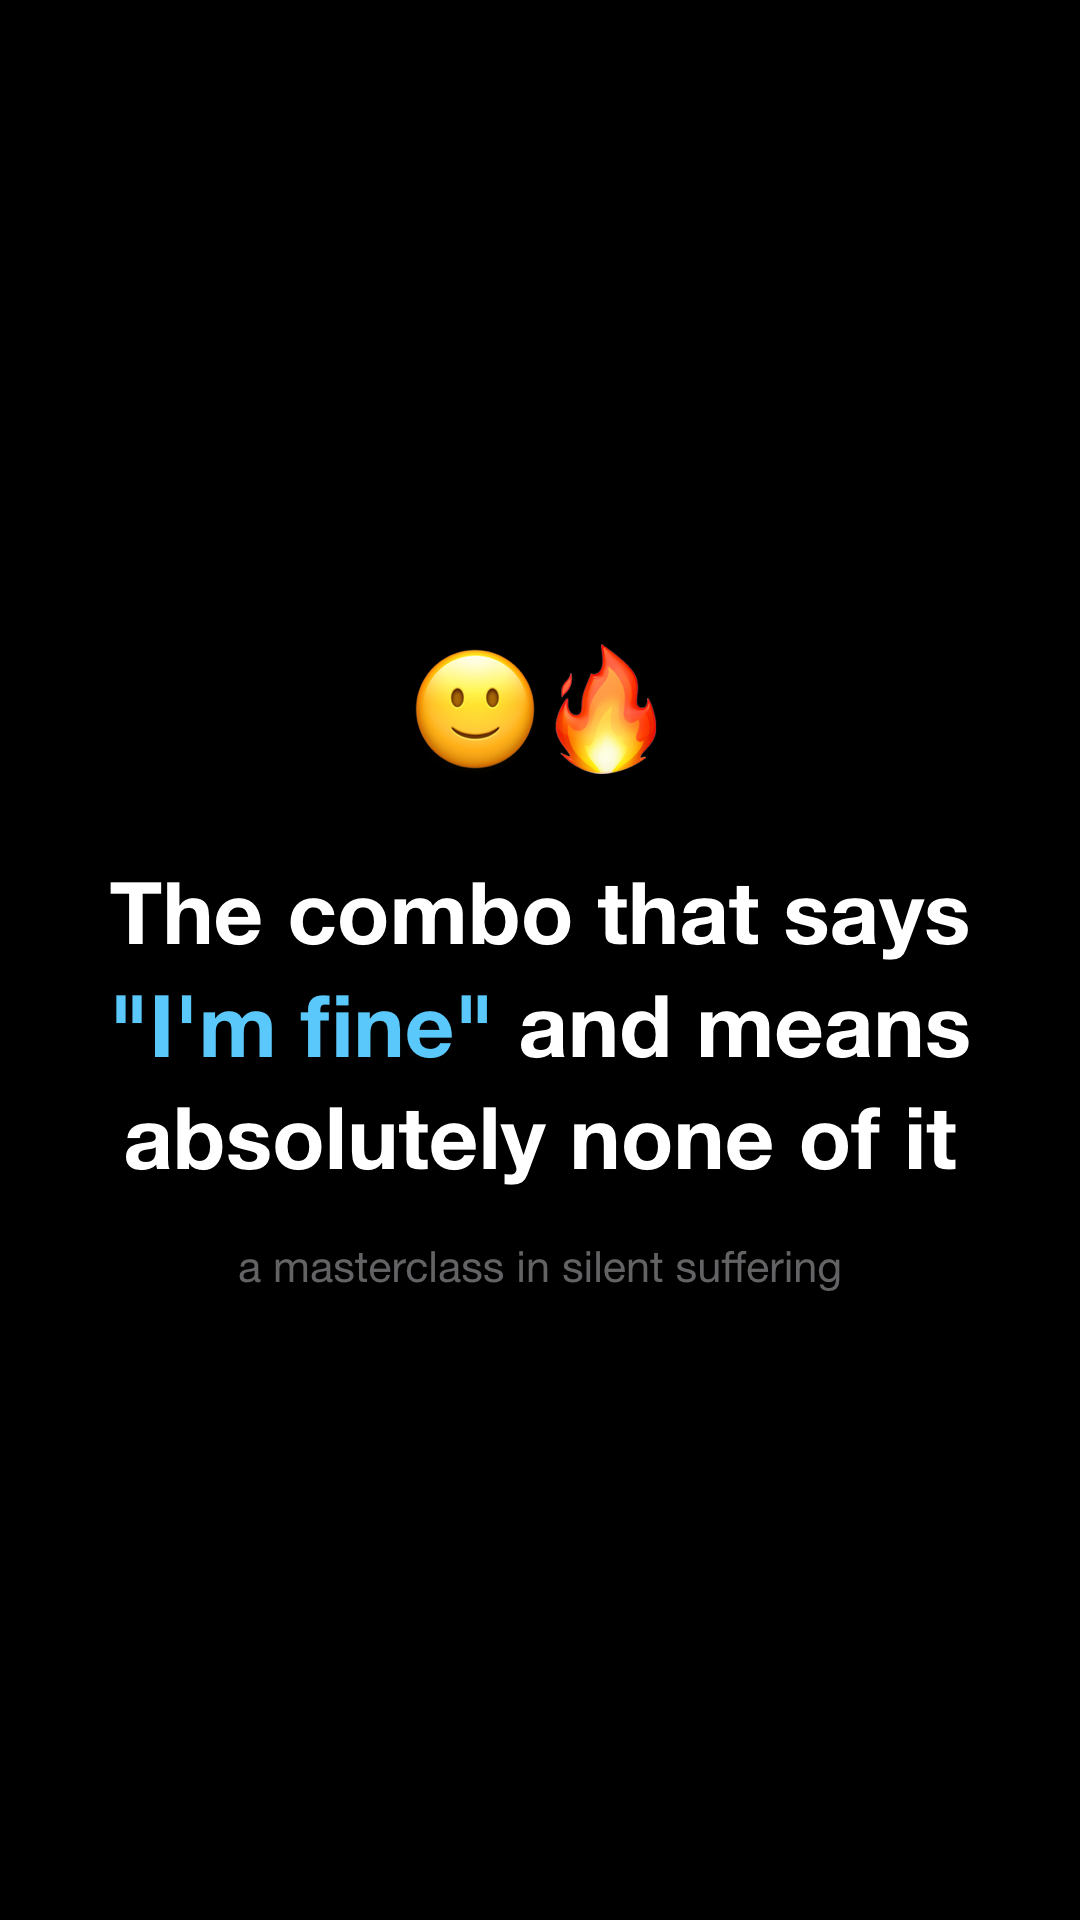 🙂🔥
The combo that says
"I'm fine" and means
absolutely none of it
a masterclass in silent suffering